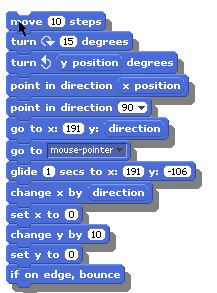 move 10 steps
turn 15 degrees
turn y position degrees
point in direction x position
point in direction 90
go to x: 191 y: direction
go to mouse-pointer
glide 1 secs to x: 191 y: -106
change x by direction
set x to 0
change y by 10
set y to 0
if on edge, bounce